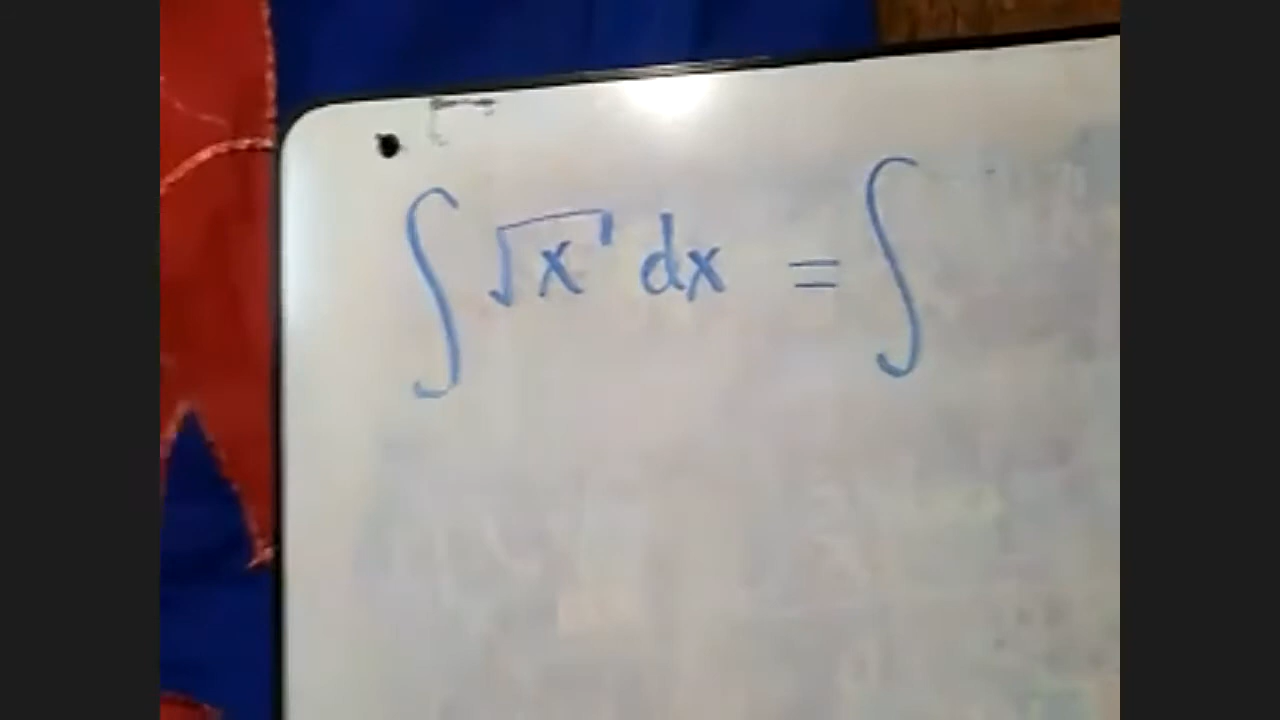 ∫ √x dx = ∫